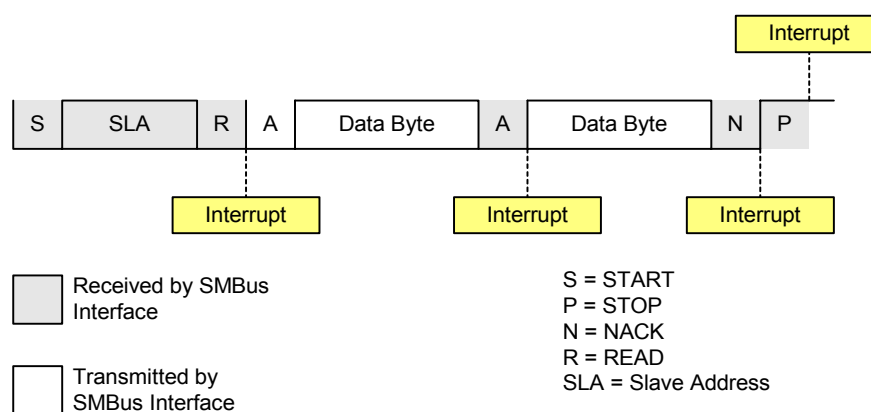 Interrupt
S SLA R A Data Byte A Data Byte N P
Interrupt Interrupt Interrupt
Received by SMBus
Interface
Transmitted by
SMBus Interface
S = START
P = STOP
N = NACK
R = READ
SLA = Slave Address